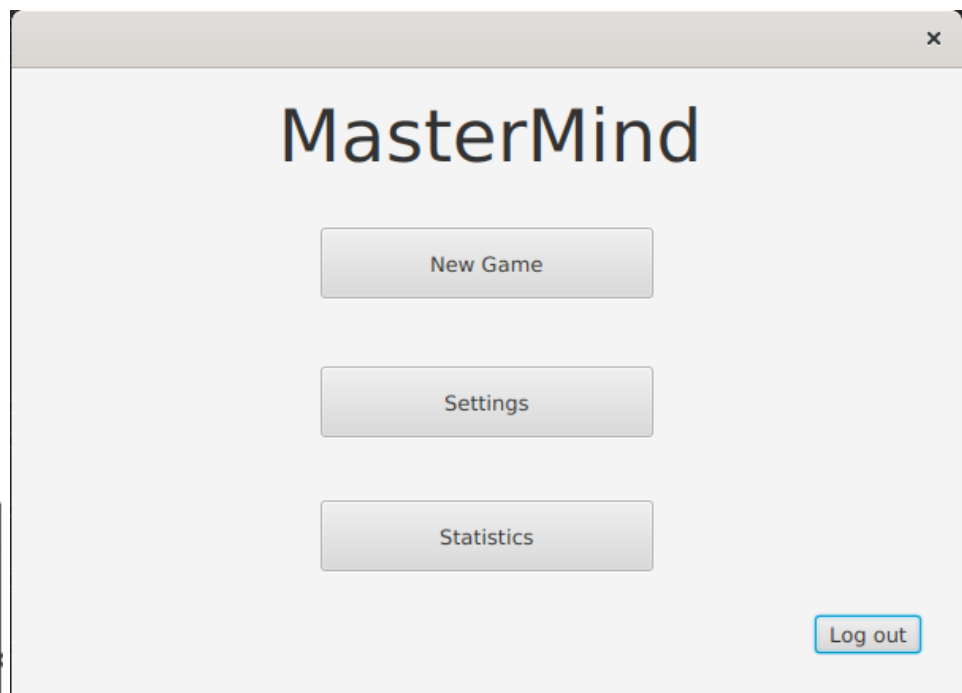 MasterMind
New Game
Settings
Statistics
Log out